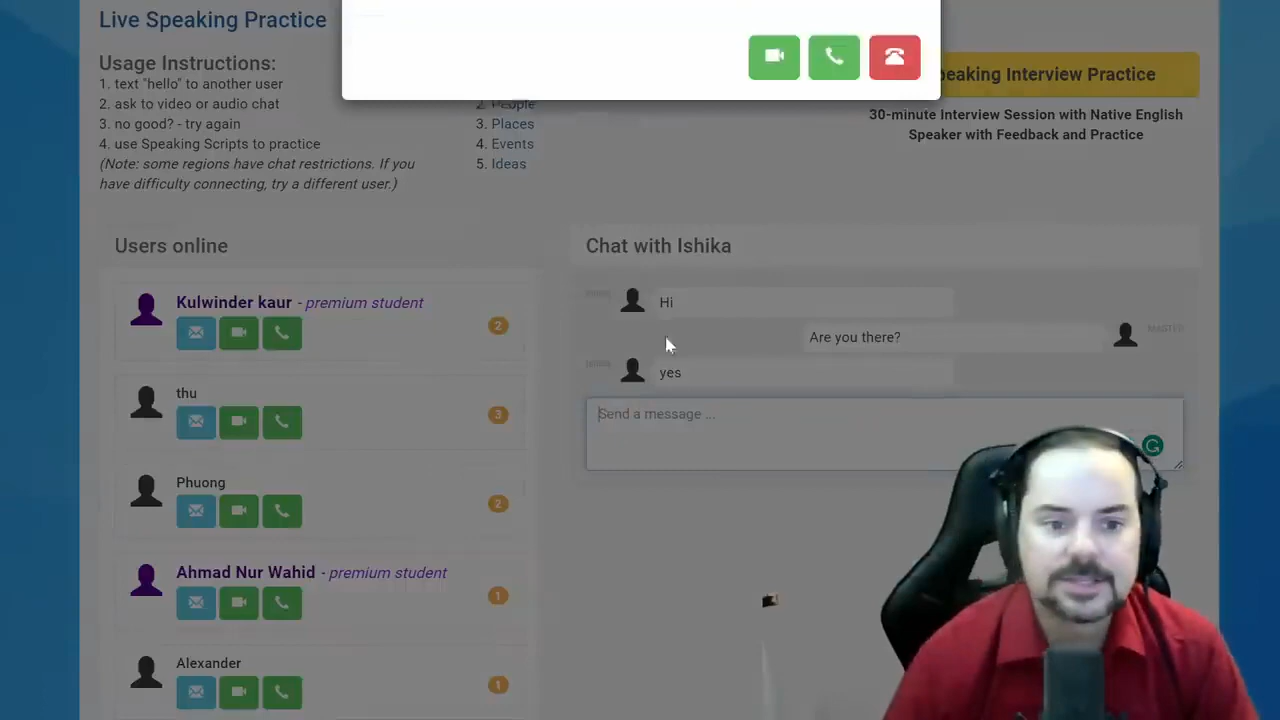 Live Speaking Practice
Usage Instructions:
1. text "hello" to another user
2. ask to video or audio chat
3. no good? - try again
4. use Speaking Scripts to practice
(Note: some regions have chat restrictions. If you
have difficulty connecting, try a different user.)
2. People
3. Places
4. Events
5. Ideas
Speaking Interview Practice
30-minute Interview Session with Native English
Speaker with Feedback and Practice
Users online
Kulwinder kaur - premium student
2
thu
3
Phuong
2
Ahmad Nur Wahid - premium student
1
Alexander
1
Chat with Ishika
Hi
Are you there?
MASTER
yes
Send a message ...